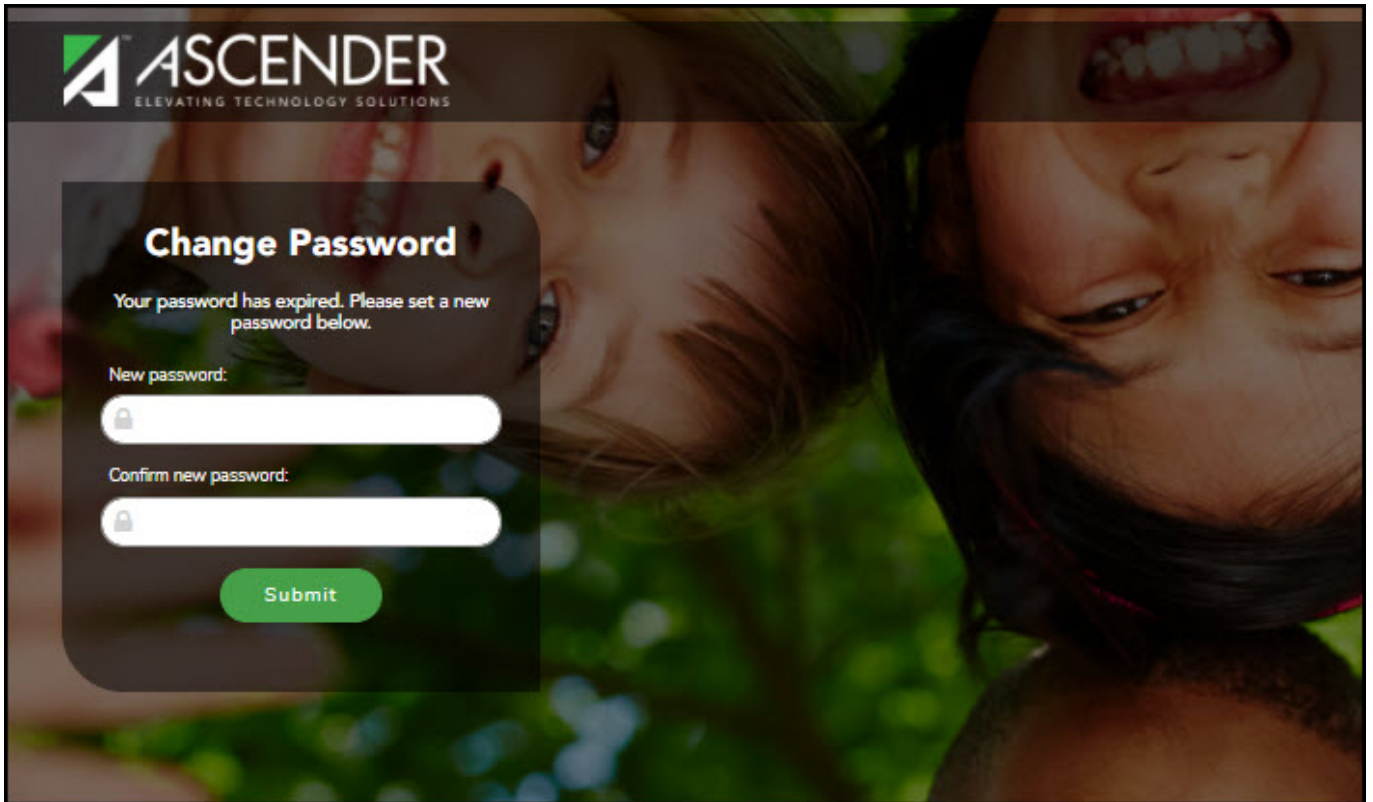 ASCENDER
ELEVATING TECHNOLOGY SOLUTIONS
Change Password
Your password has expired. Please set a new
password below.
New password:
Confirm new password:
Submit